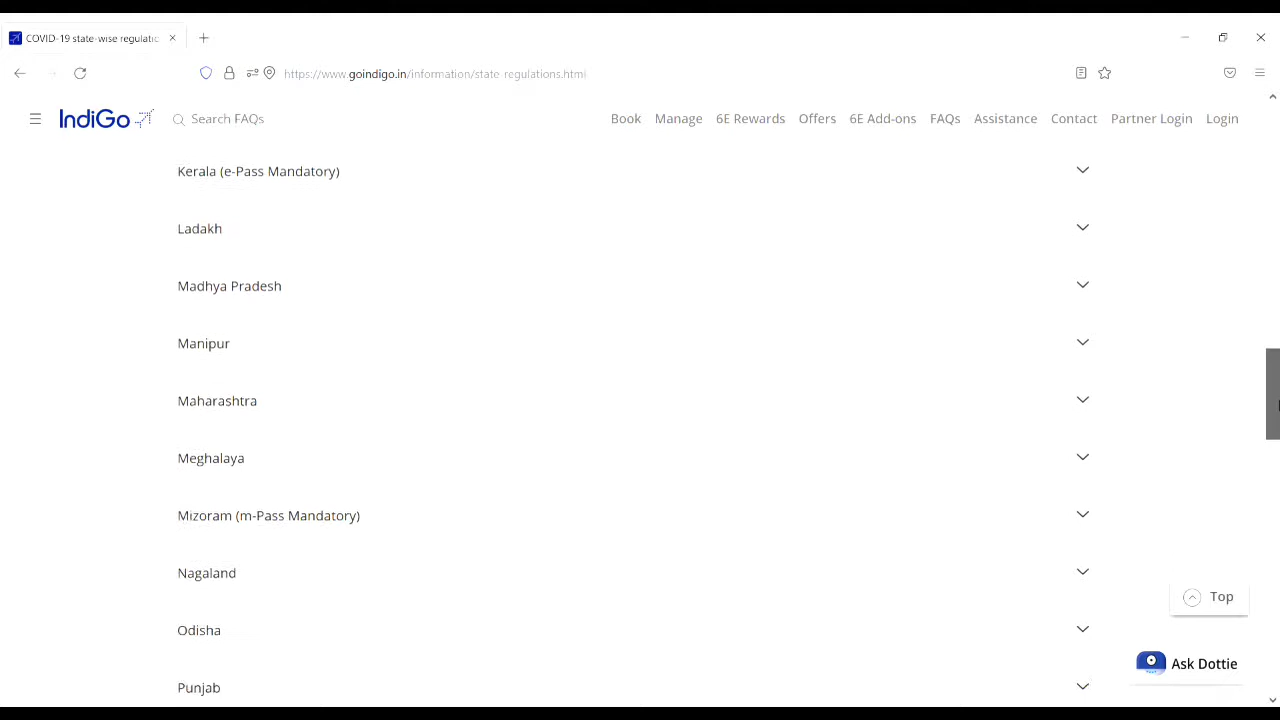 COVID-19 state-wise regulatic
https://www.goindigo.in/information/state-regulations.html
IndiGo
Search FAQs
Book Manage 6E Rewards Offers 6E Add-ons FAQs Assistance Contact Partner Login Login
Kerala (e-Pass Mandatory)
Ladakh
Madhya Pradesh
Manipur
Maharashtra
Meghalaya
Mizoram (m-Pass Mandatory)
Nagaland
Odisha
Top
Ask Dottie
Punjab